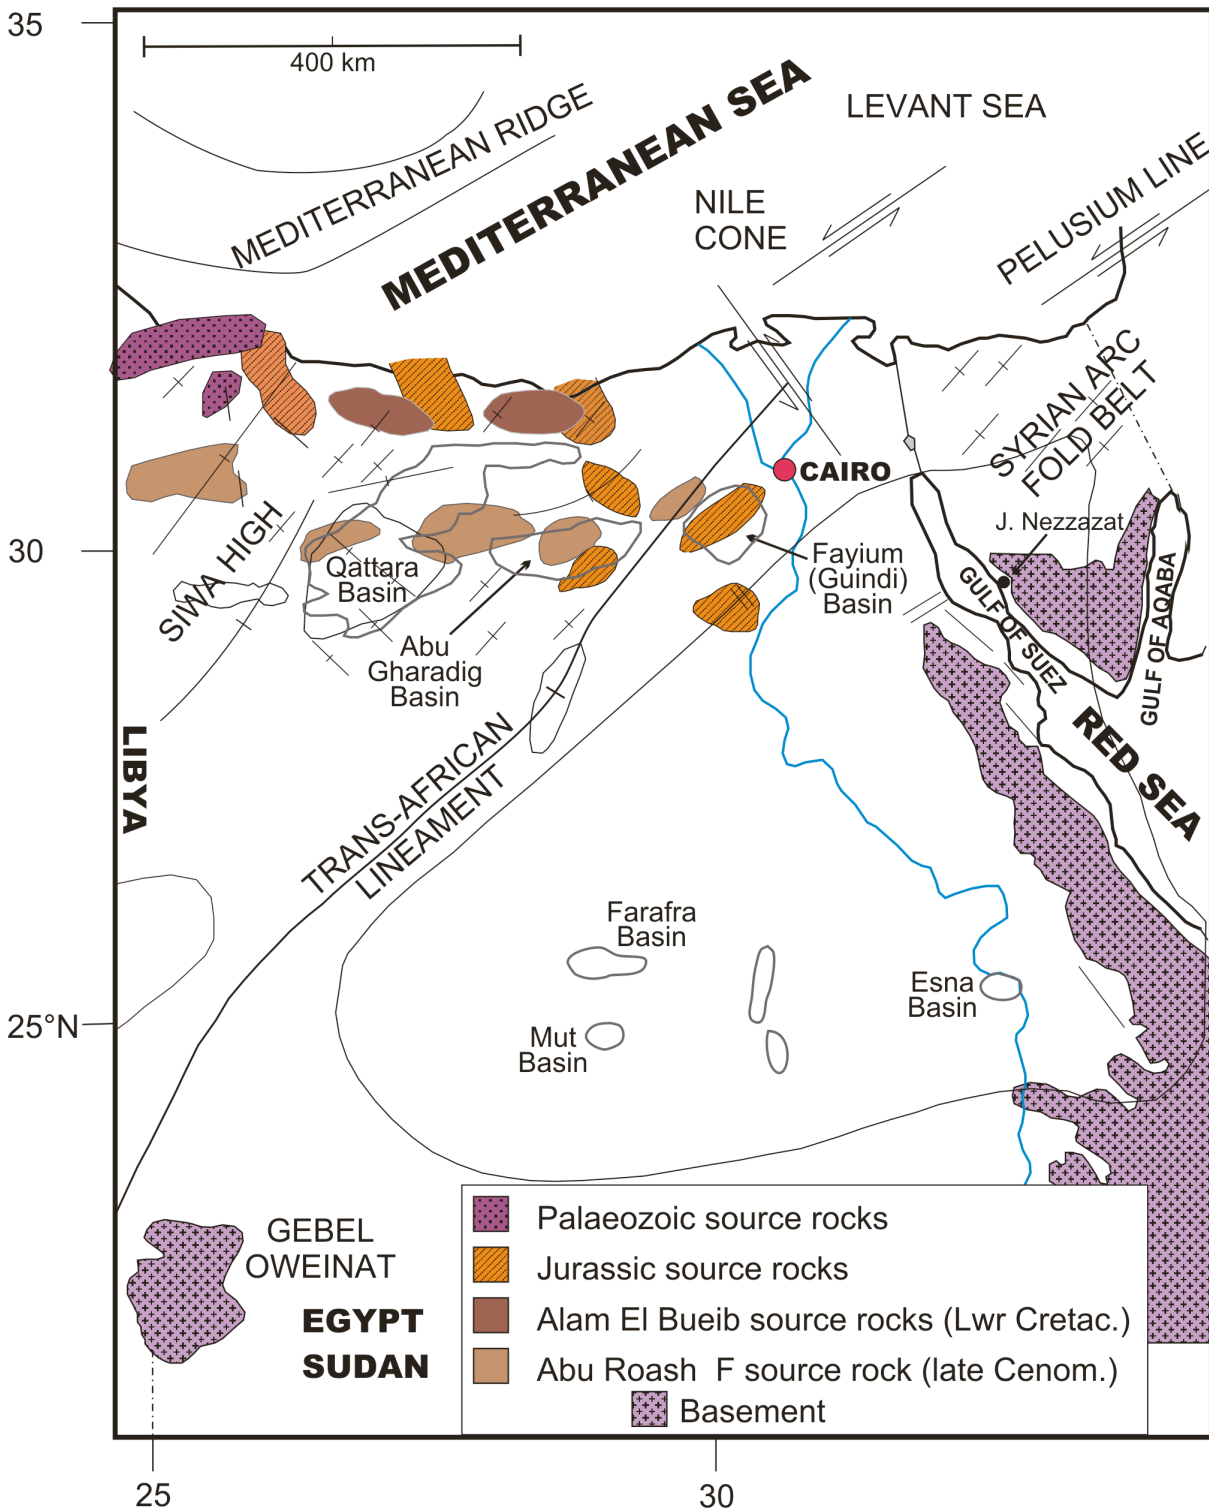 35
400 km
MEDITERRANEAN RIDGE
MEDITERRANEAN SEA
LEVANT SEA
NILE
CONE
PELUSIUM LINE
SYRIAN ARC
FOLD BELT
CAIRO
J. Nezzazat
30
SIWA HIGH
Qattara
Basin
Abu
Gharadig
Basin
Fayium
(Guindi)
Basin
GULF OF SUEZ
GULF OF AQABA
RED SEA
LIBYA
TRANS-AFRICAN
LINEAMENT
Farafra
Basin
Esna
Basin
25°N
Mut
Basin
GEBEL
OWEINAT
EGYPT
SUDAN
Palaeozoic source rocks
Jurassic source rocks
Alam El Bueib source rocks (Lwr Cretac.)
Abu Roash F source rock (late Cenom.)
Basement
25
30